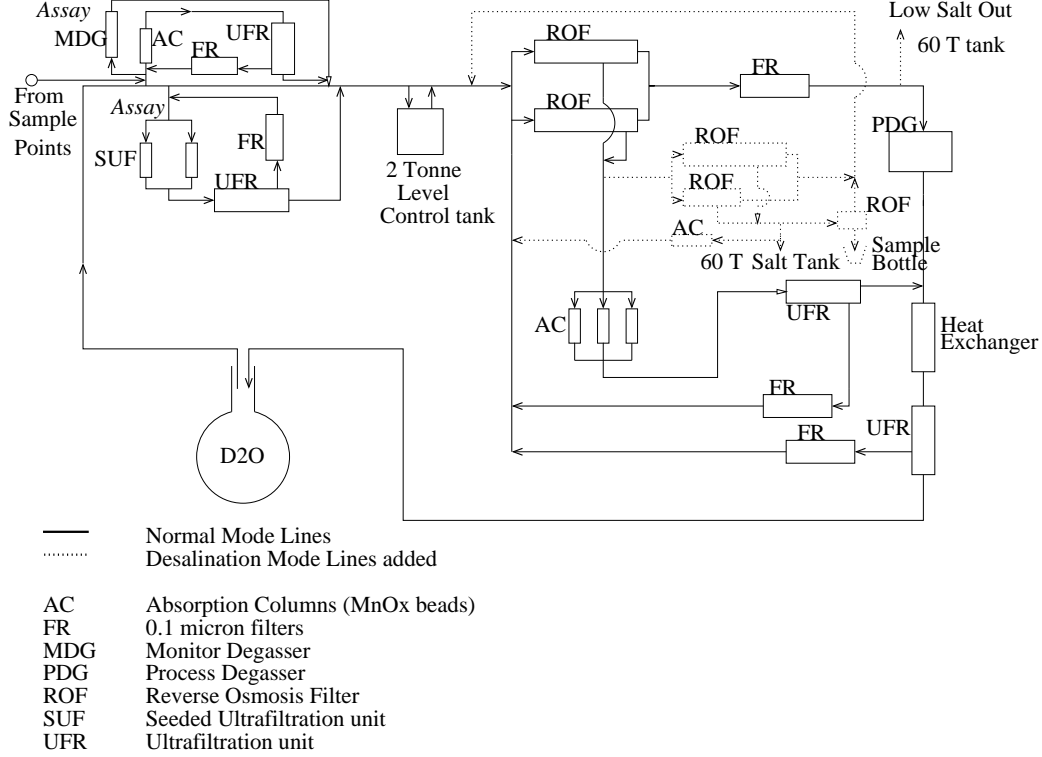 Assay
MDG
AC
FR
UFR
From
Sample
Points
Assay
SUF
FR
UFR
2 Tonne
Level
Control tank
ROF
ROF
FR
Low Salt Out
60 T tank
PDG
ROF
ROF
ROF
AC
60 T Salt Tank
Sample
Bottle
AC
UFR
Heat
Exchanger
FR
FR
UFR
D2O
Normal Mode Lines
Desalination Mode Lines added
AC Absorption Columns (MnOx beads)
FR 0.1 micron filters
MDG Monitor Degasser
PDG Process Degasser
ROF Reverse Osmosis Filter
SUF Seeded Ultrafiltration unit
UFR Ultrafiltration unit